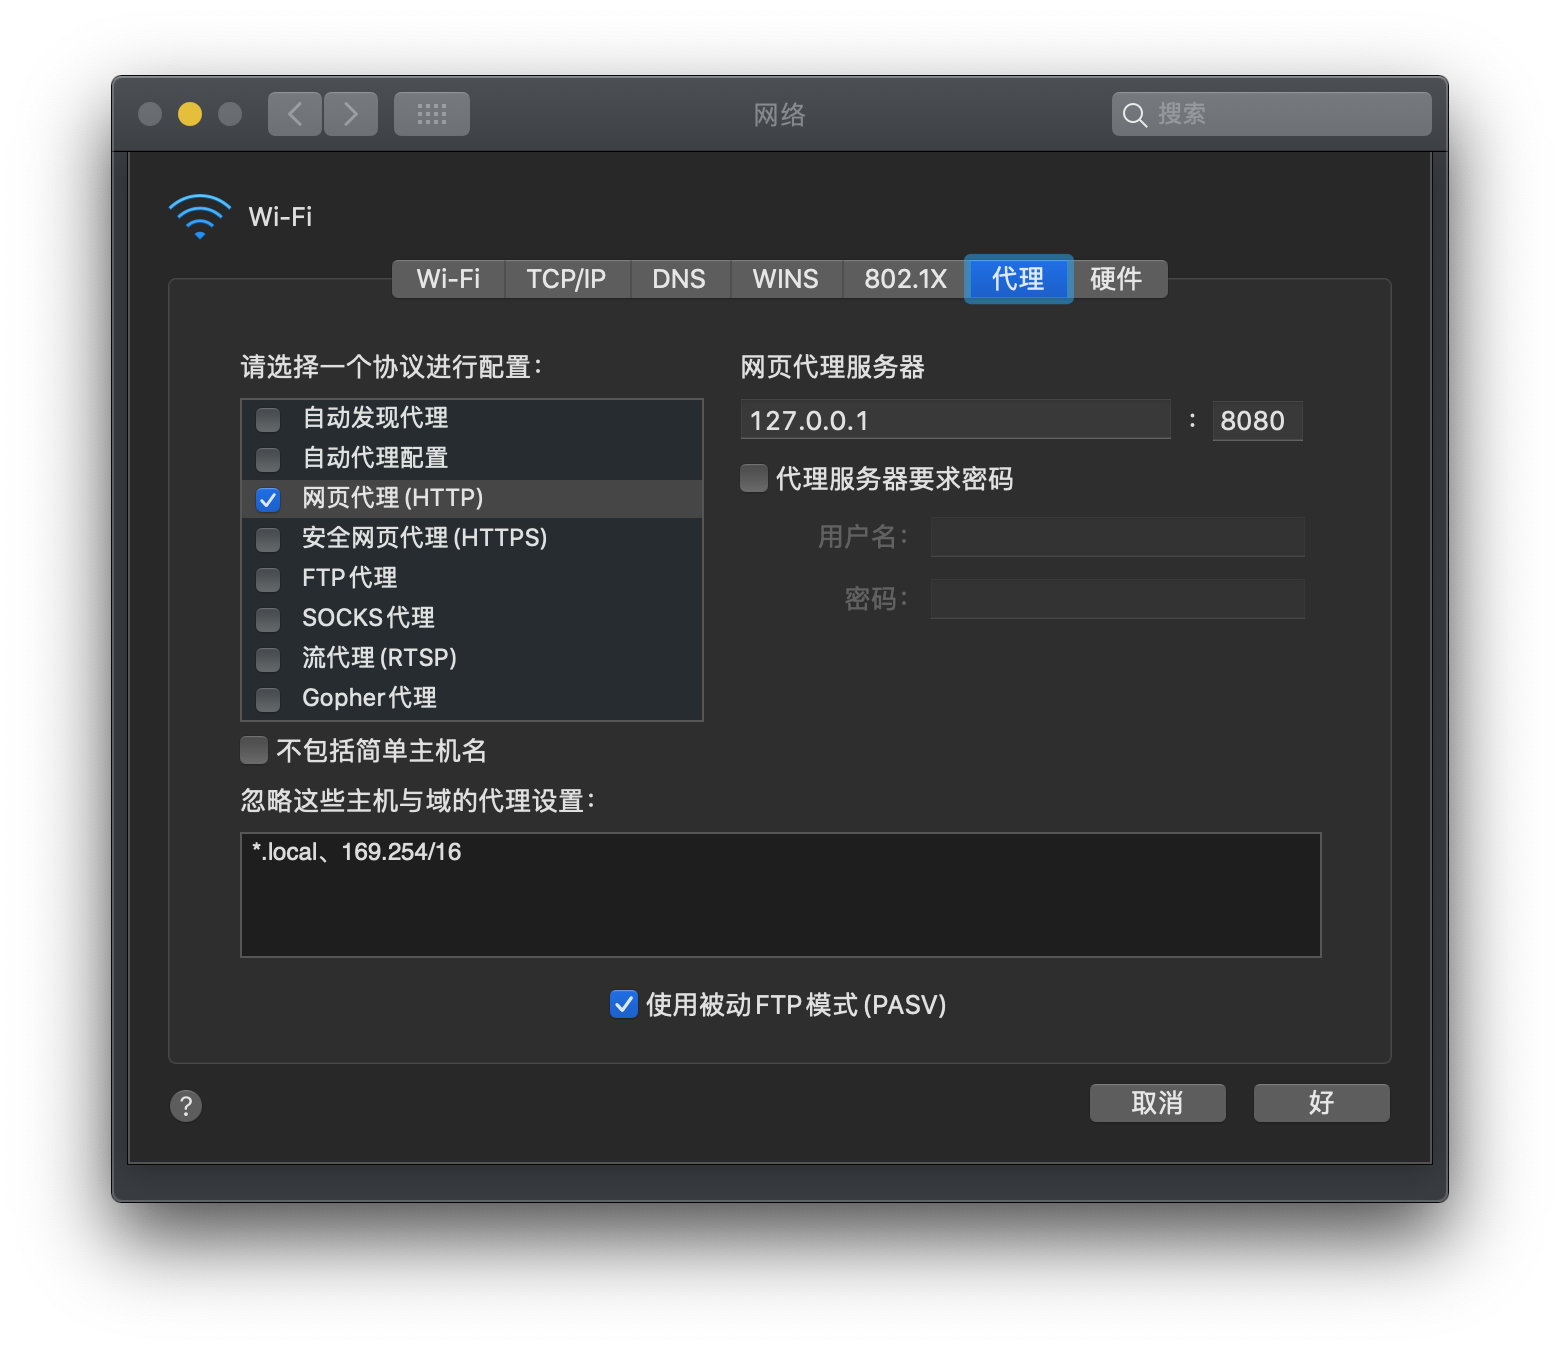 网络
搜索
Wi-Fi
Wi-Fi TCP/IP DNS WINS 802.1X 代理 硬件
请选择一个协议进行配置：
自动发现代理
自动代理配置
网页代理(HTTP)
安全网页代理(HTTPS)
FTP代理
SOCKS代理
流代理(RTSP)
Gopher代理
网页代理服务器
127.0.0.1 : 8080
代理服务器要求密码
用户名：
密码：
不包括简单主机名
忽略这些主机与域的代理设置：
*.local、169.254/16
使用被动FTP模式(PASV)
?
取消 好